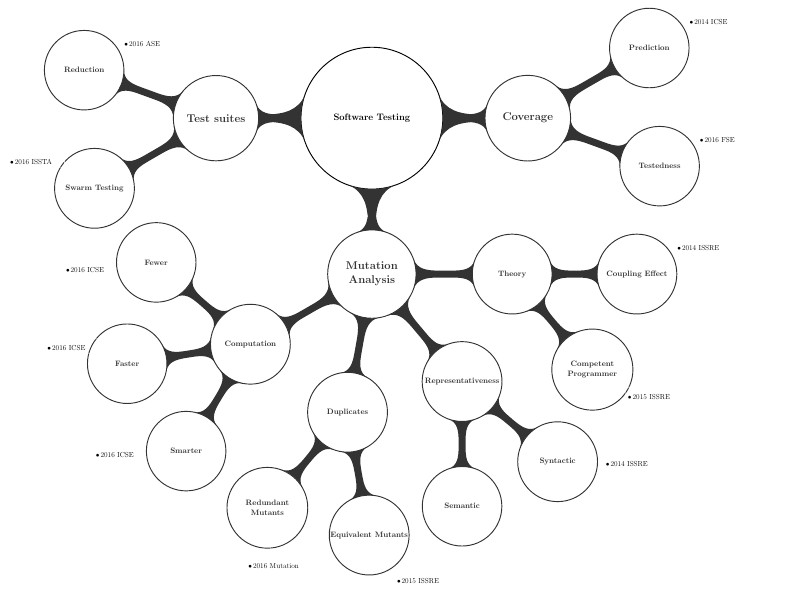 • 2014 ICSE
• 2016 ASE
Prediction
Reduction
Software Testing
Test suites
Coverage
• 2016 FSE
• 2016 ISSTA
Testedness
Swarm Testing
• 2014 ISSRE
Fewer
• 2016 ICSE
Mutation
Analysis
Theory
Coupling Effect
• 2016 ICSE
Computation
Faster
Competent
Programmer
Representativeness
• 2015 ISSRE
Duplicates
Smarter
• 2016 ICSE
Syntactic
• 2014 ISSRE
Redundant
Mutants
Semantic
Equivalent Mutants
• 2016 Mutation
• 2015 ISSRE